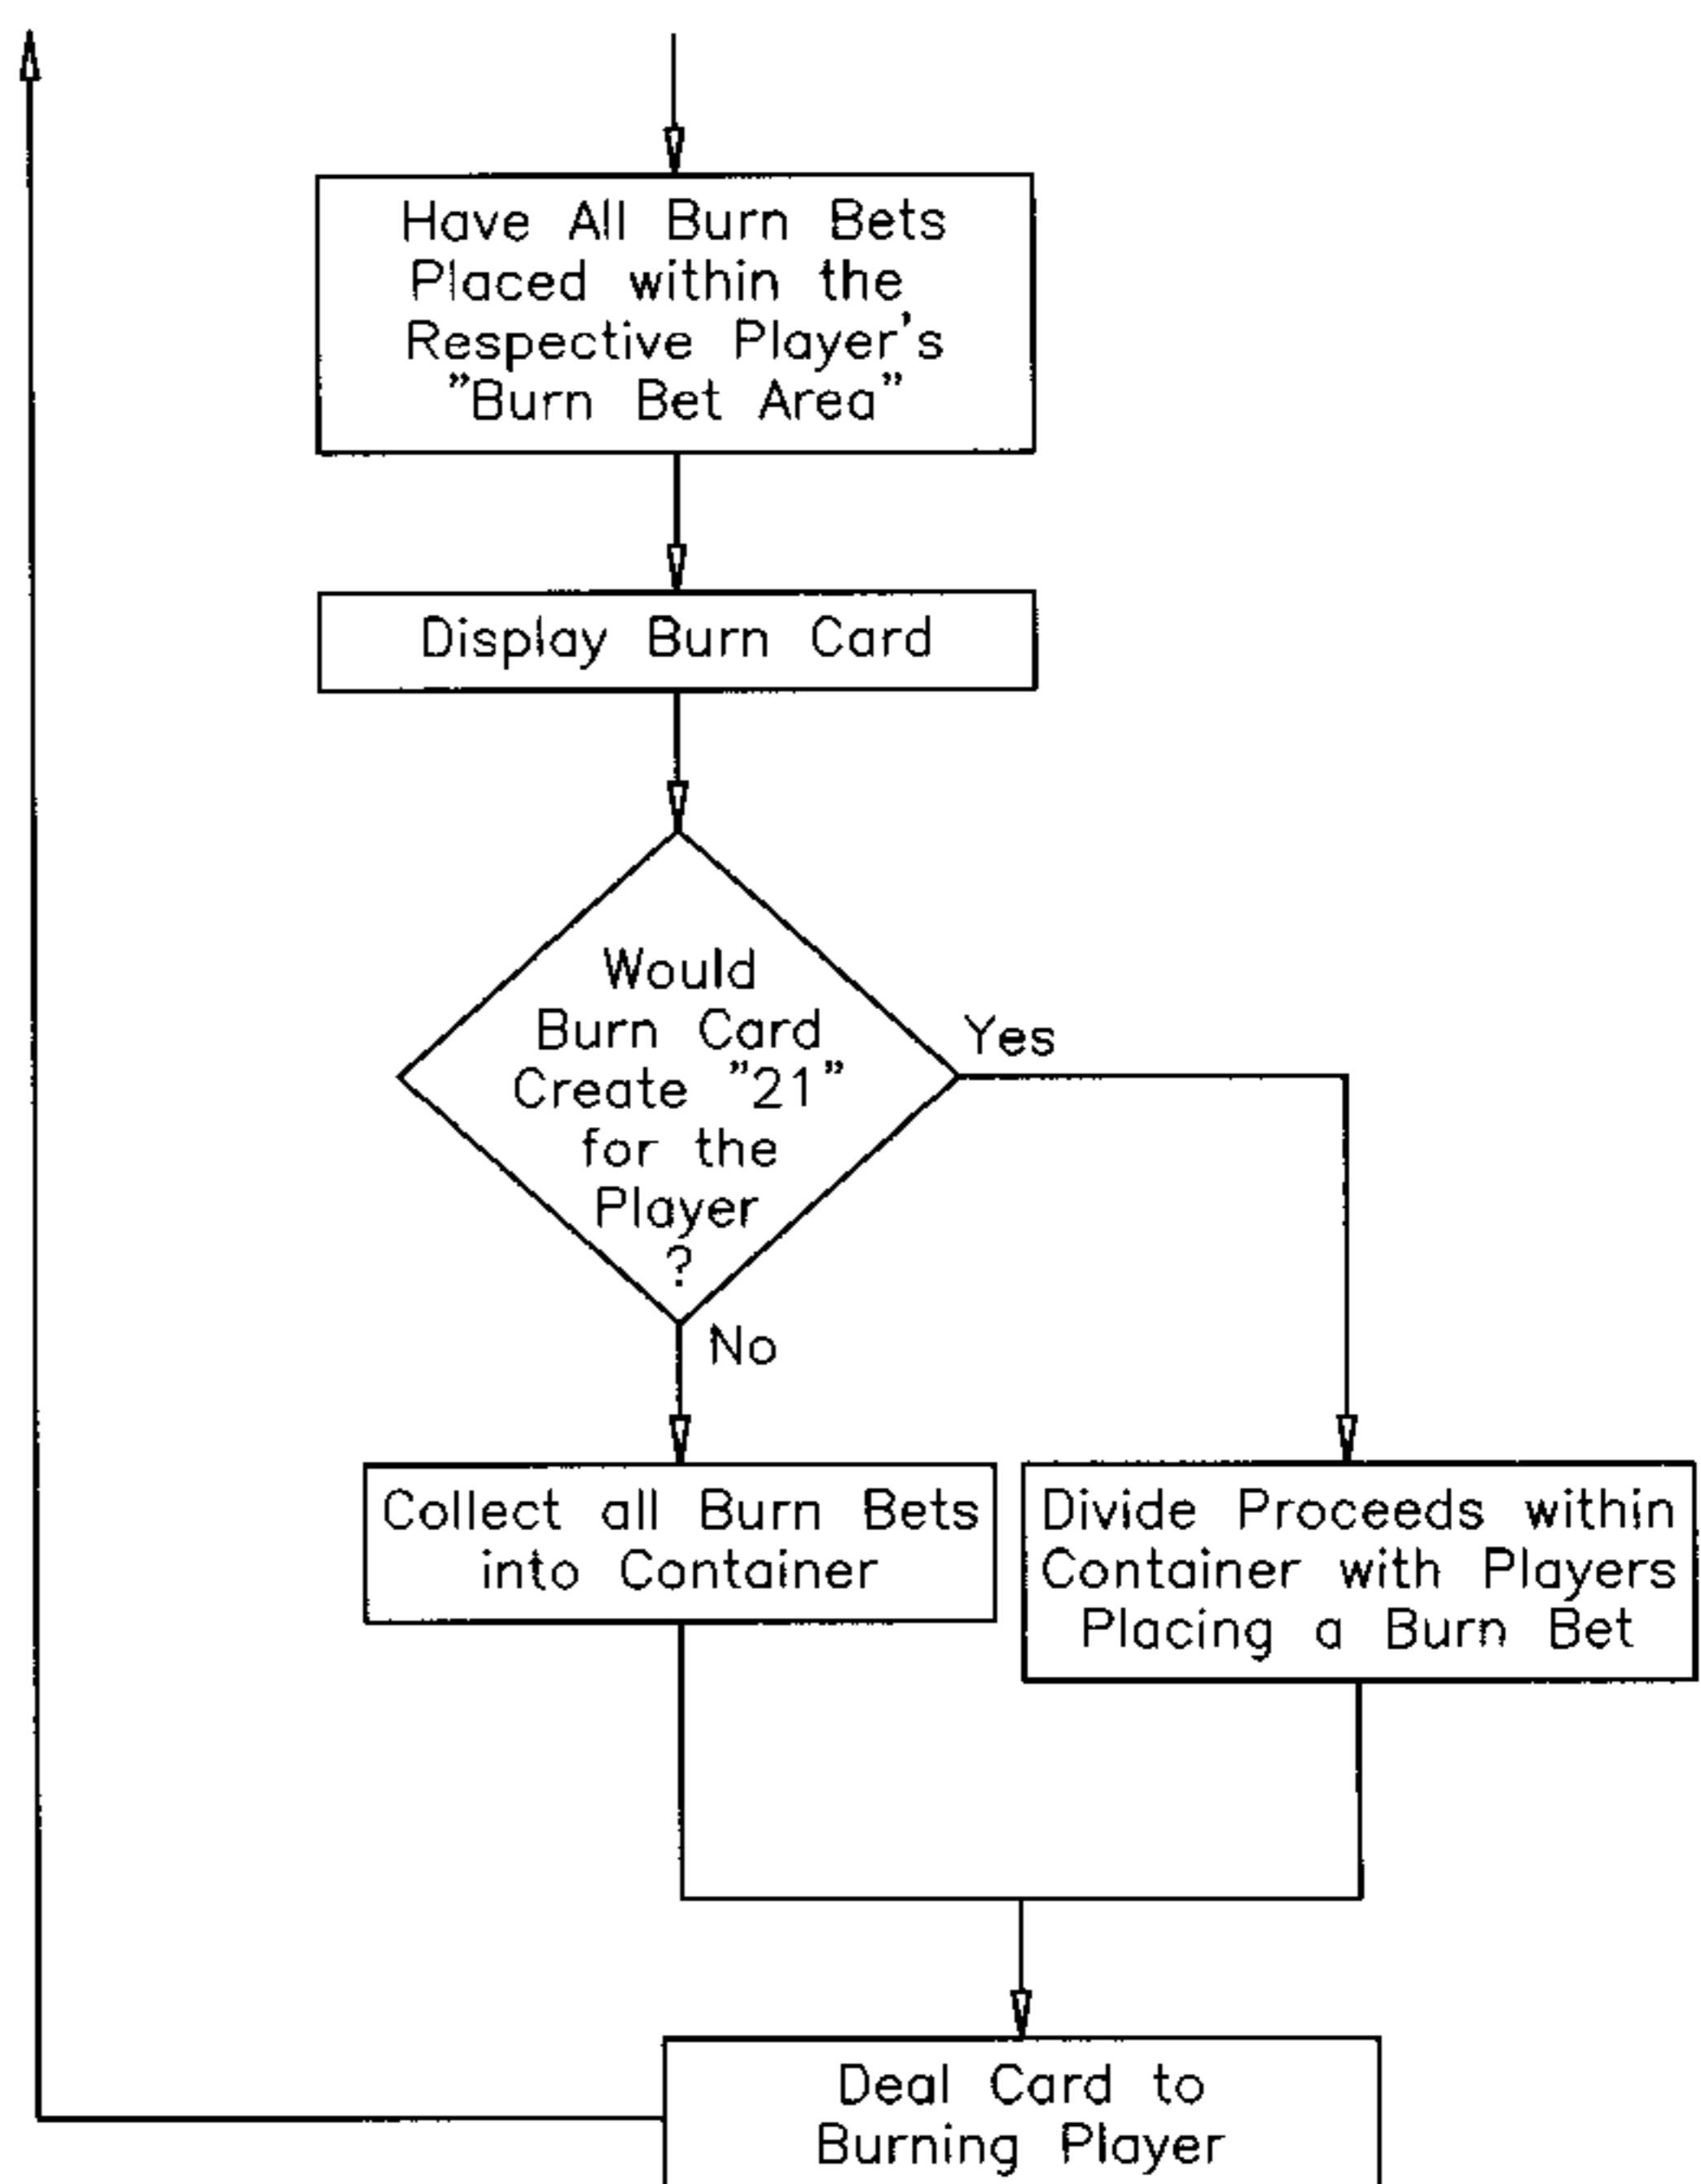 Have All Burn Bets
Placed within the
Respective Player's
"Burn Bet Area"
Display Burn Card
Would
Burn Card
Create "21"
for the
Player
?
Yes
No
Collect all Burn Bets
into Container
Divide Proceeds within
Container with Players
Placing a Burn Bet
Deal Card to
Burning Player